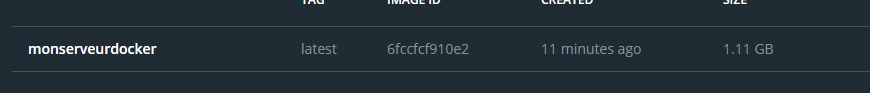 TAG IMAGE ID CREATED SIZE
monserveurdocker latest 6fccfcf910e2 11 minutes ago 1.11 GB